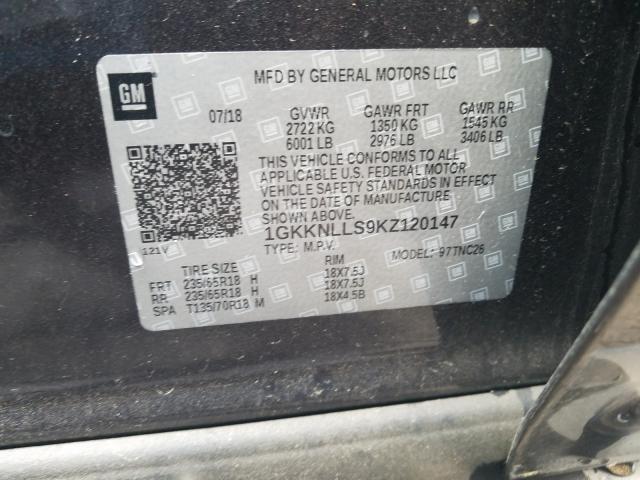 GM
MFD BY GENERAL MOTORS LLC
07/18 GVWR GAWR FRT GAWR RR
2722 KG 1350 KG 1545 KG
6001 LB 2976 LB 3406 LB
THIS VEHICLE CONFORMS TO ALL
APPLICABLE U.S. FEDERAL MOTOR
VEHICLE SAFETY STANDARDS IN EFFECT
ON THE DATE OF MANUFACTURE
SHOWN ABOVE.
1GKKNLLS9KZ120147
121V TYPE: M.P.V. MODEL: 97TNC26
TIRE SIZE RIM
FRT 235/65R18 H 18X7.5J
RR 235/65R18 H 18X7.5J
SPA T135/70R18 M 18X4.5B